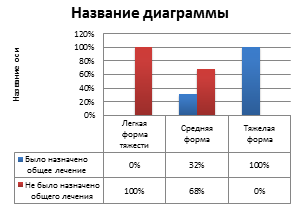 Название диаграммы
Название оси
120%
100%
80%
60%
40%
20%
0%
Легкая
форма
тяжести
Средняя
форма
Тяжелая
форма
Было назначено
общее лечение
0%
32%
100%
Не было назначено
общего лечения
100%
68%
0%